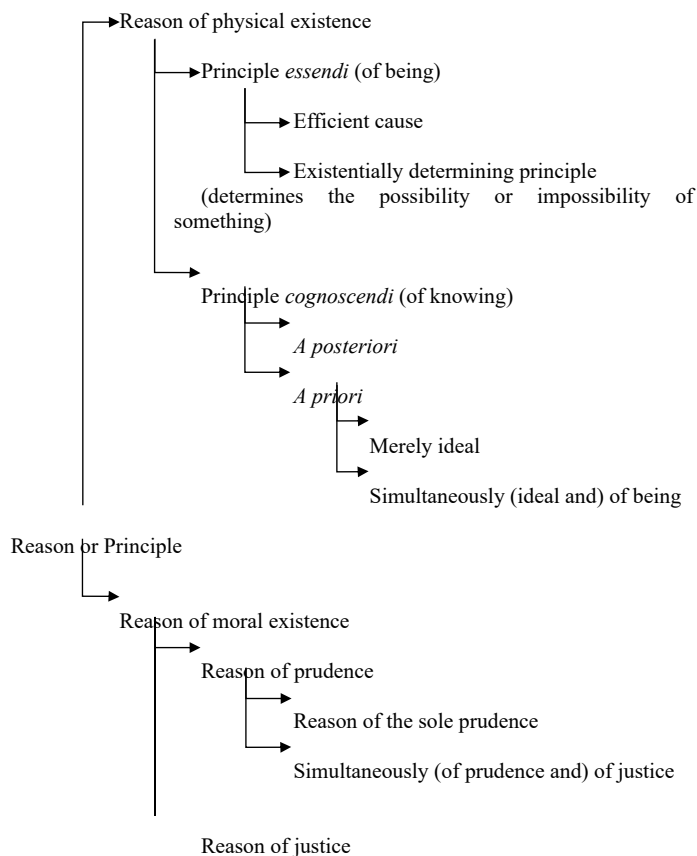 Reason of physical existence
Principle essendi (of being)
Efficient cause
Existentially determining principle
(determines the possibility or impossibility of
something)
Principle cognoscendi (of knowing)
A posteriori
A priori
Merely ideal
Simultaneously (ideal and) of being
Reason or Principle
Reason of moral existence
Reason of prudence
Reason of the sole prudence
Simultaneously (of prudence and) of justice
Reason of justice